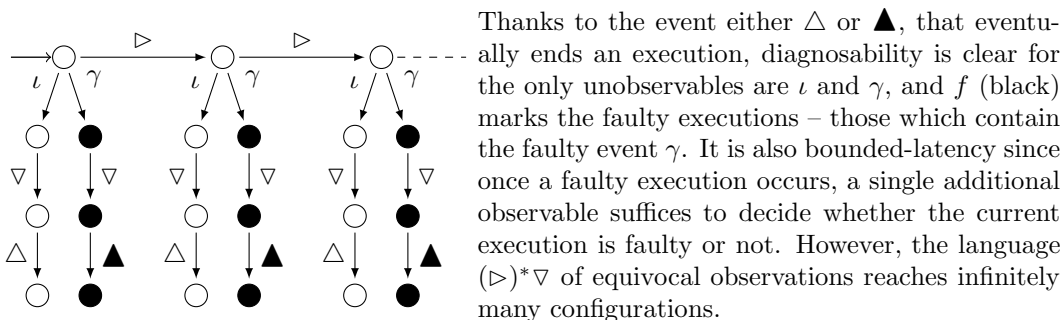 ▷ ▷
ι γ ι γ ι γ
▽ ▽ ▽ ▽ ▽ ▽
△ ▲ △ ▲ △ ▲
Thanks to the event either △ or ▲, that eventu-
ally ends an execution, diagnosability is clear for
the only unobservables are ι and γ, and f (black)
marks the faulty executions – those which contain
the faulty event γ. It is also bounded-latency since
once a faulty execution occurs, a single additional
observable suffices to decide whether the current
execution is faulty or not. However, the language
(▷)*▽ of equivocal observations reaches infinitely
many configurations.